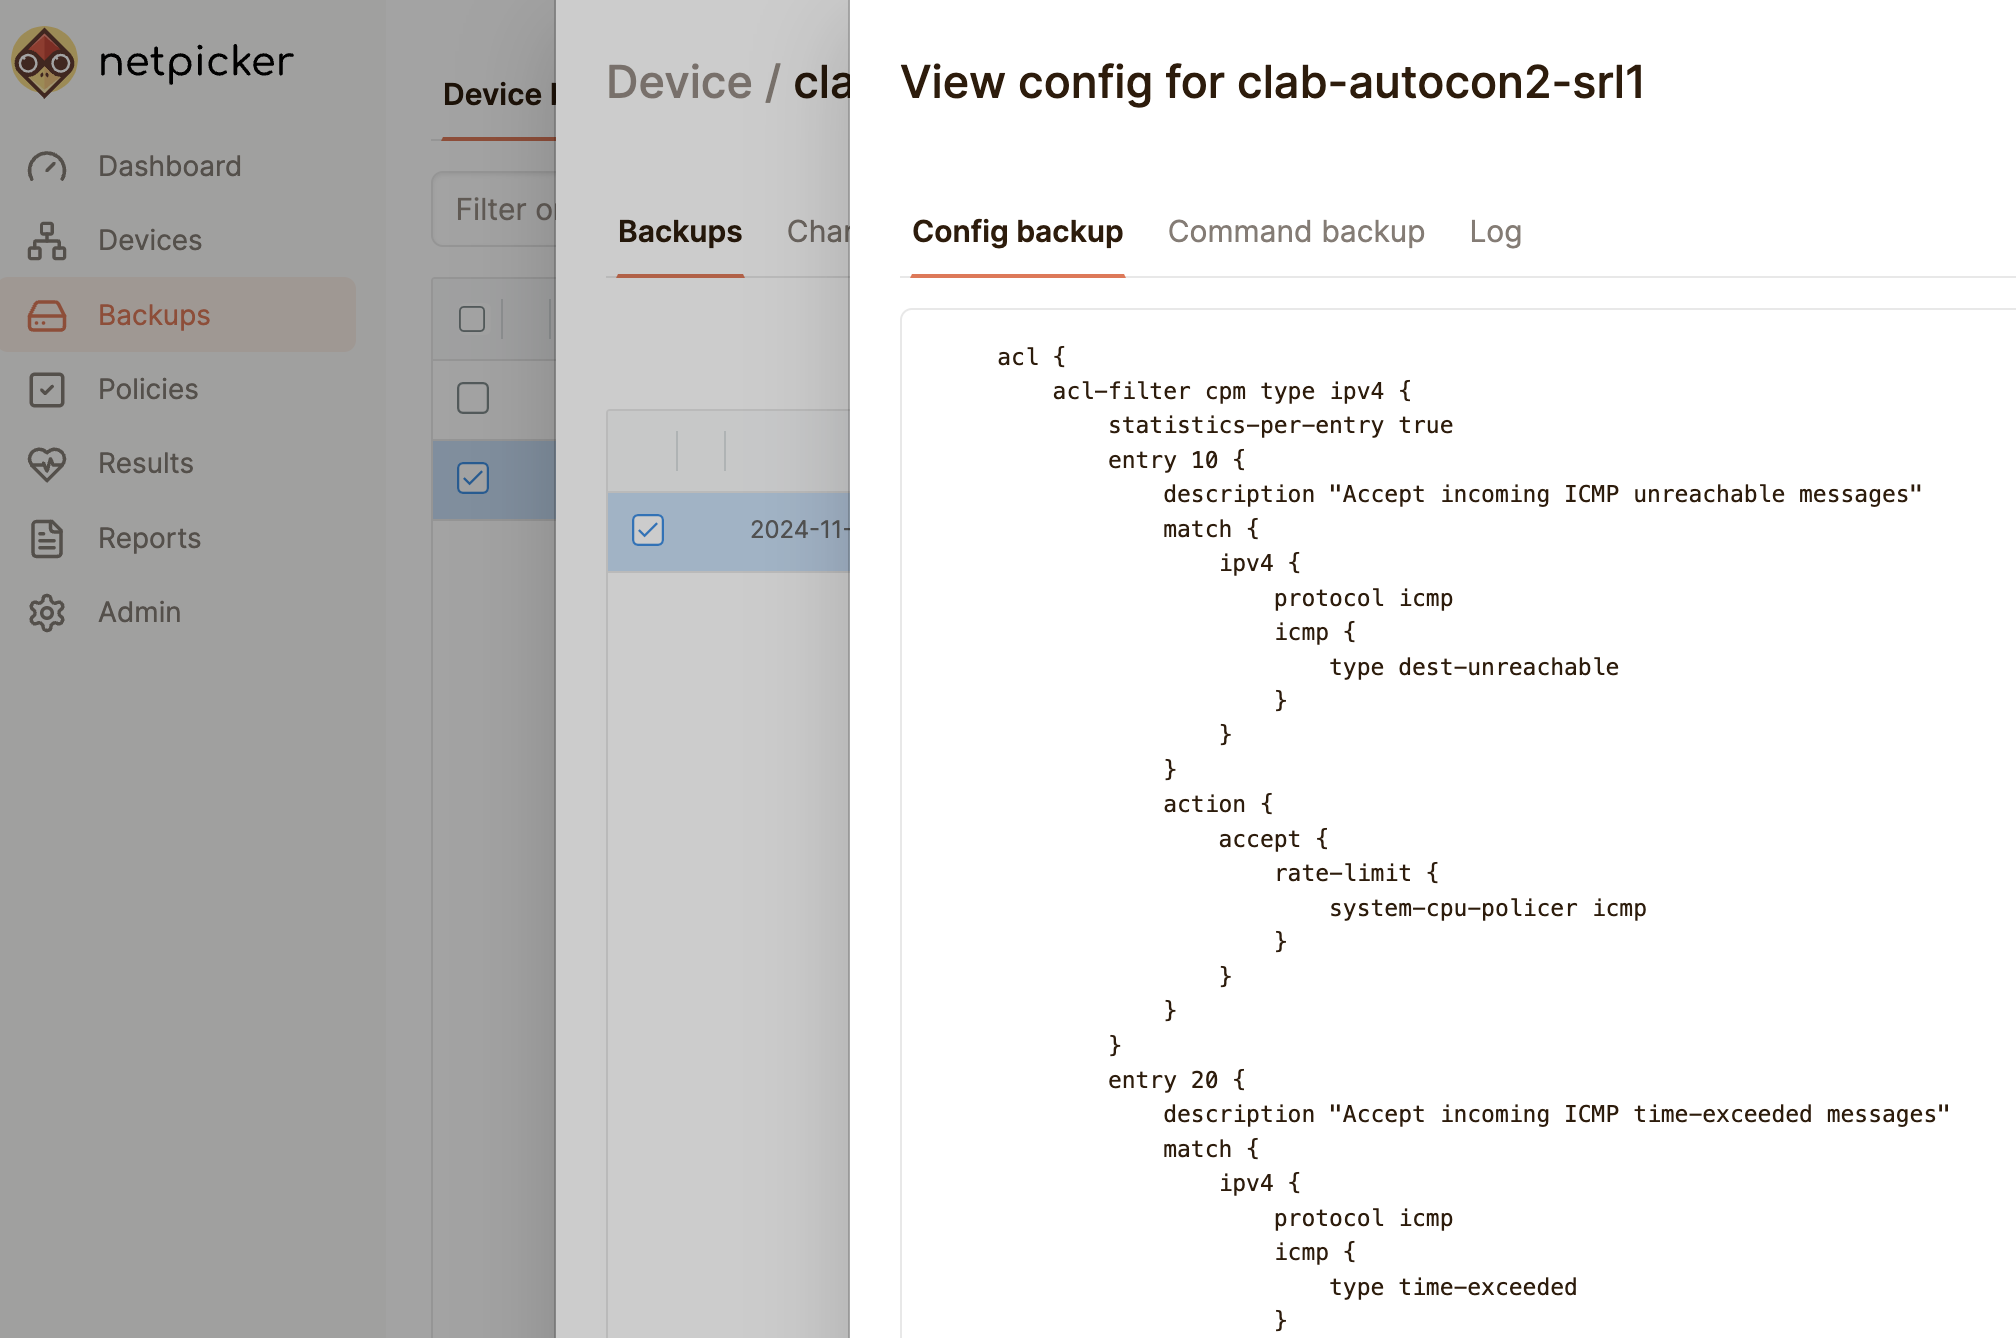 netpicker
Dashboard
Devices
Backups
Policies
Results
Reports
Admin
Device
Filter
Device / cla
Backups
2024-11-
View config for clab-autocon2-srl1
Config backup Command backup Log
acl {
acl-filter cpm type ipv4 {
statistics-per-entry true
entry 10 {
description "Accept incoming ICMP unreachable messages"
match {
ipv4 {
protocol icmp
icmp {
type dest-unreachable
}
}
}
action {
accept {
rate-limit {
system-cpu-policer icmp
}
}
}
}
entry 20 {
description "Accept incoming ICMP time-exceeded messages"
match {
ipv4 {
protocol icmp
icmp {
type time-exceeded
}